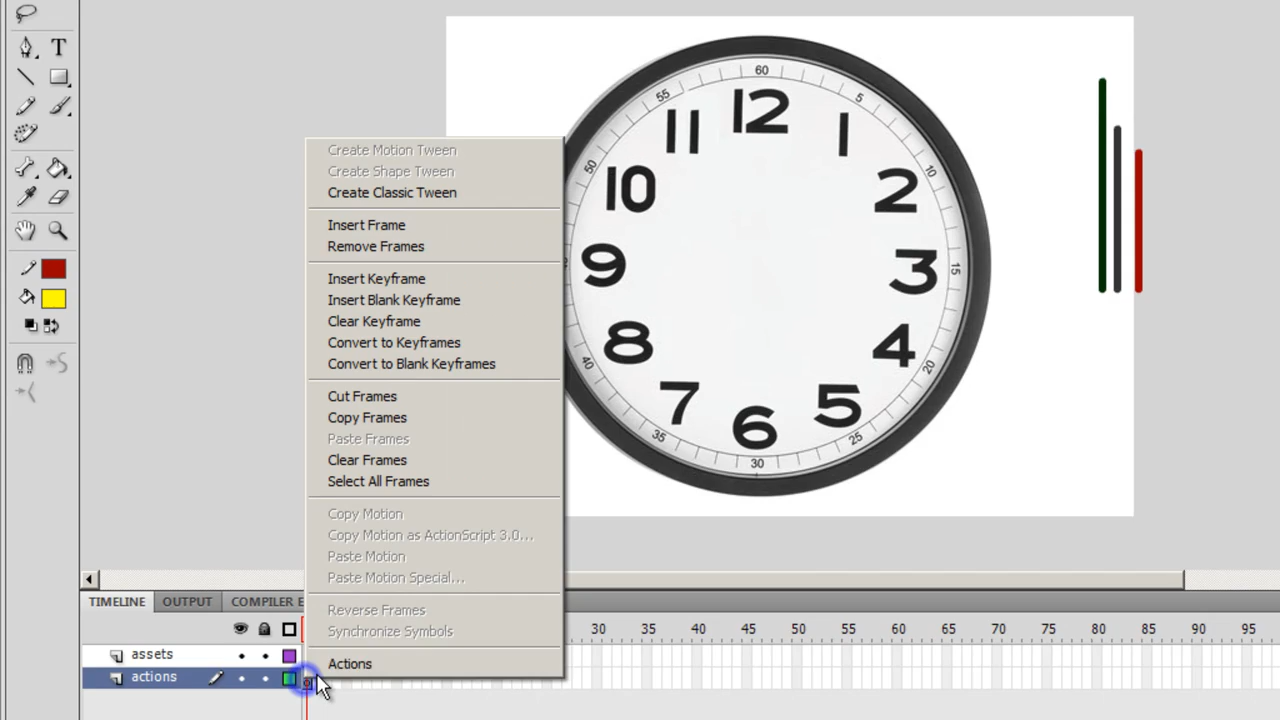 T
60
55
5
12
11
1
50
10
10
2
9
3
15
8
4
40
20
7
5
6
35
25
30
Create Motion Tween
Create Shape Tween
Create Classic Tween
Insert Frame
Remove Frames
Insert Keyframe
Insert Blank Keyframe
Clear Keyframe
Convert to Keyframes
Convert to Blank Keyframes
Cut Frames
Copy Frames
Paste Frames
Clear Frames
Select All Frames
Copy Motion
Copy Motion as ActionScript 3.0...
Paste Motion
Paste Motion Special...
Reverse Frames
Synchronize Symbols
Actions
TIMELINE OUTPUT COMPILER E
30 35 40 45 50 55 60 65 70 75 80 85 90 95
assets
actions